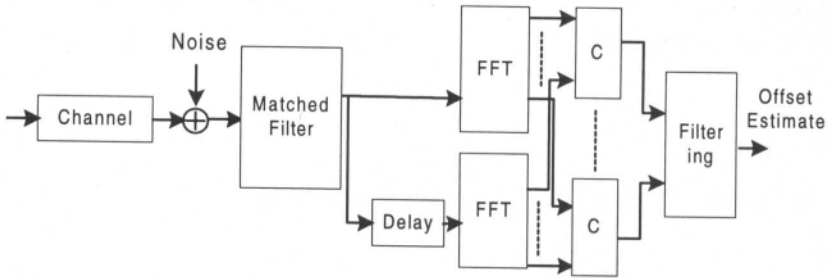 Noise
Channel
Matched
Filter
FFT
C
Delay
FFT
C
Filter
ing
Offset
Estimate